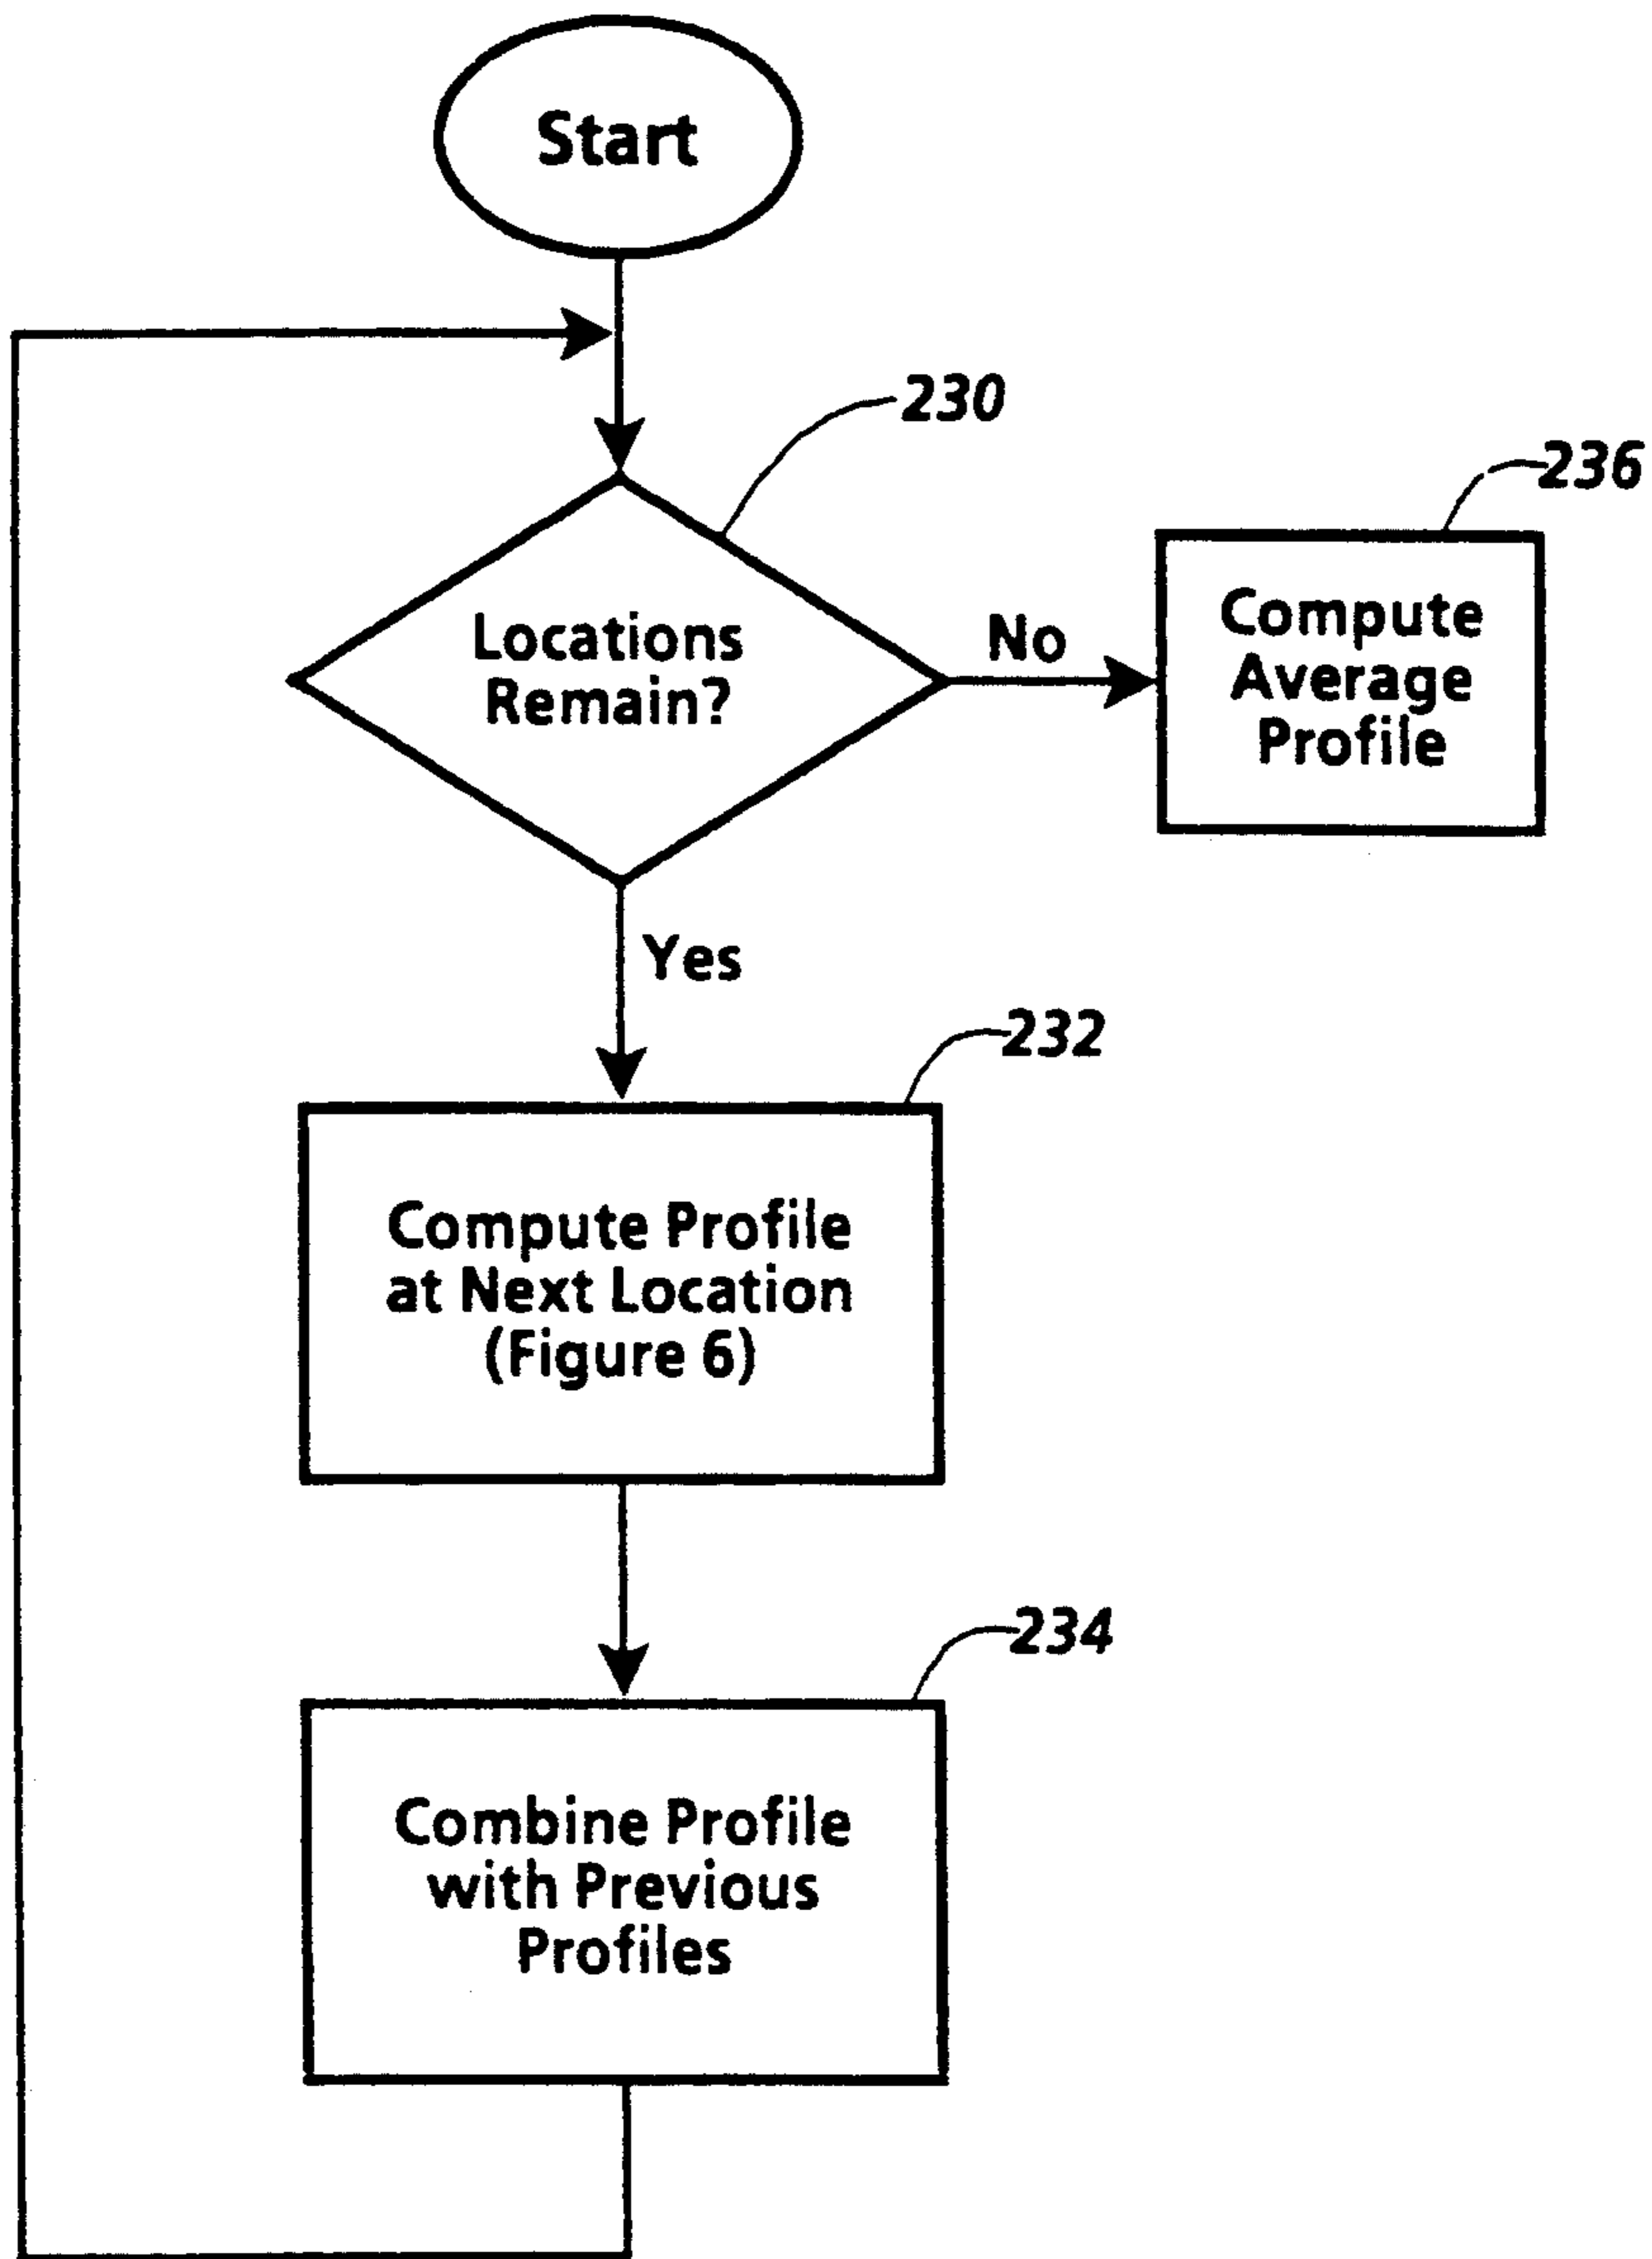 Start
230
236
Locations
Remain?
No
Compute
Average
Profile
Yes
232
Compute Profile
at Next Location
(Figure 6)
234
Combine Profile
with Previous
Profiles